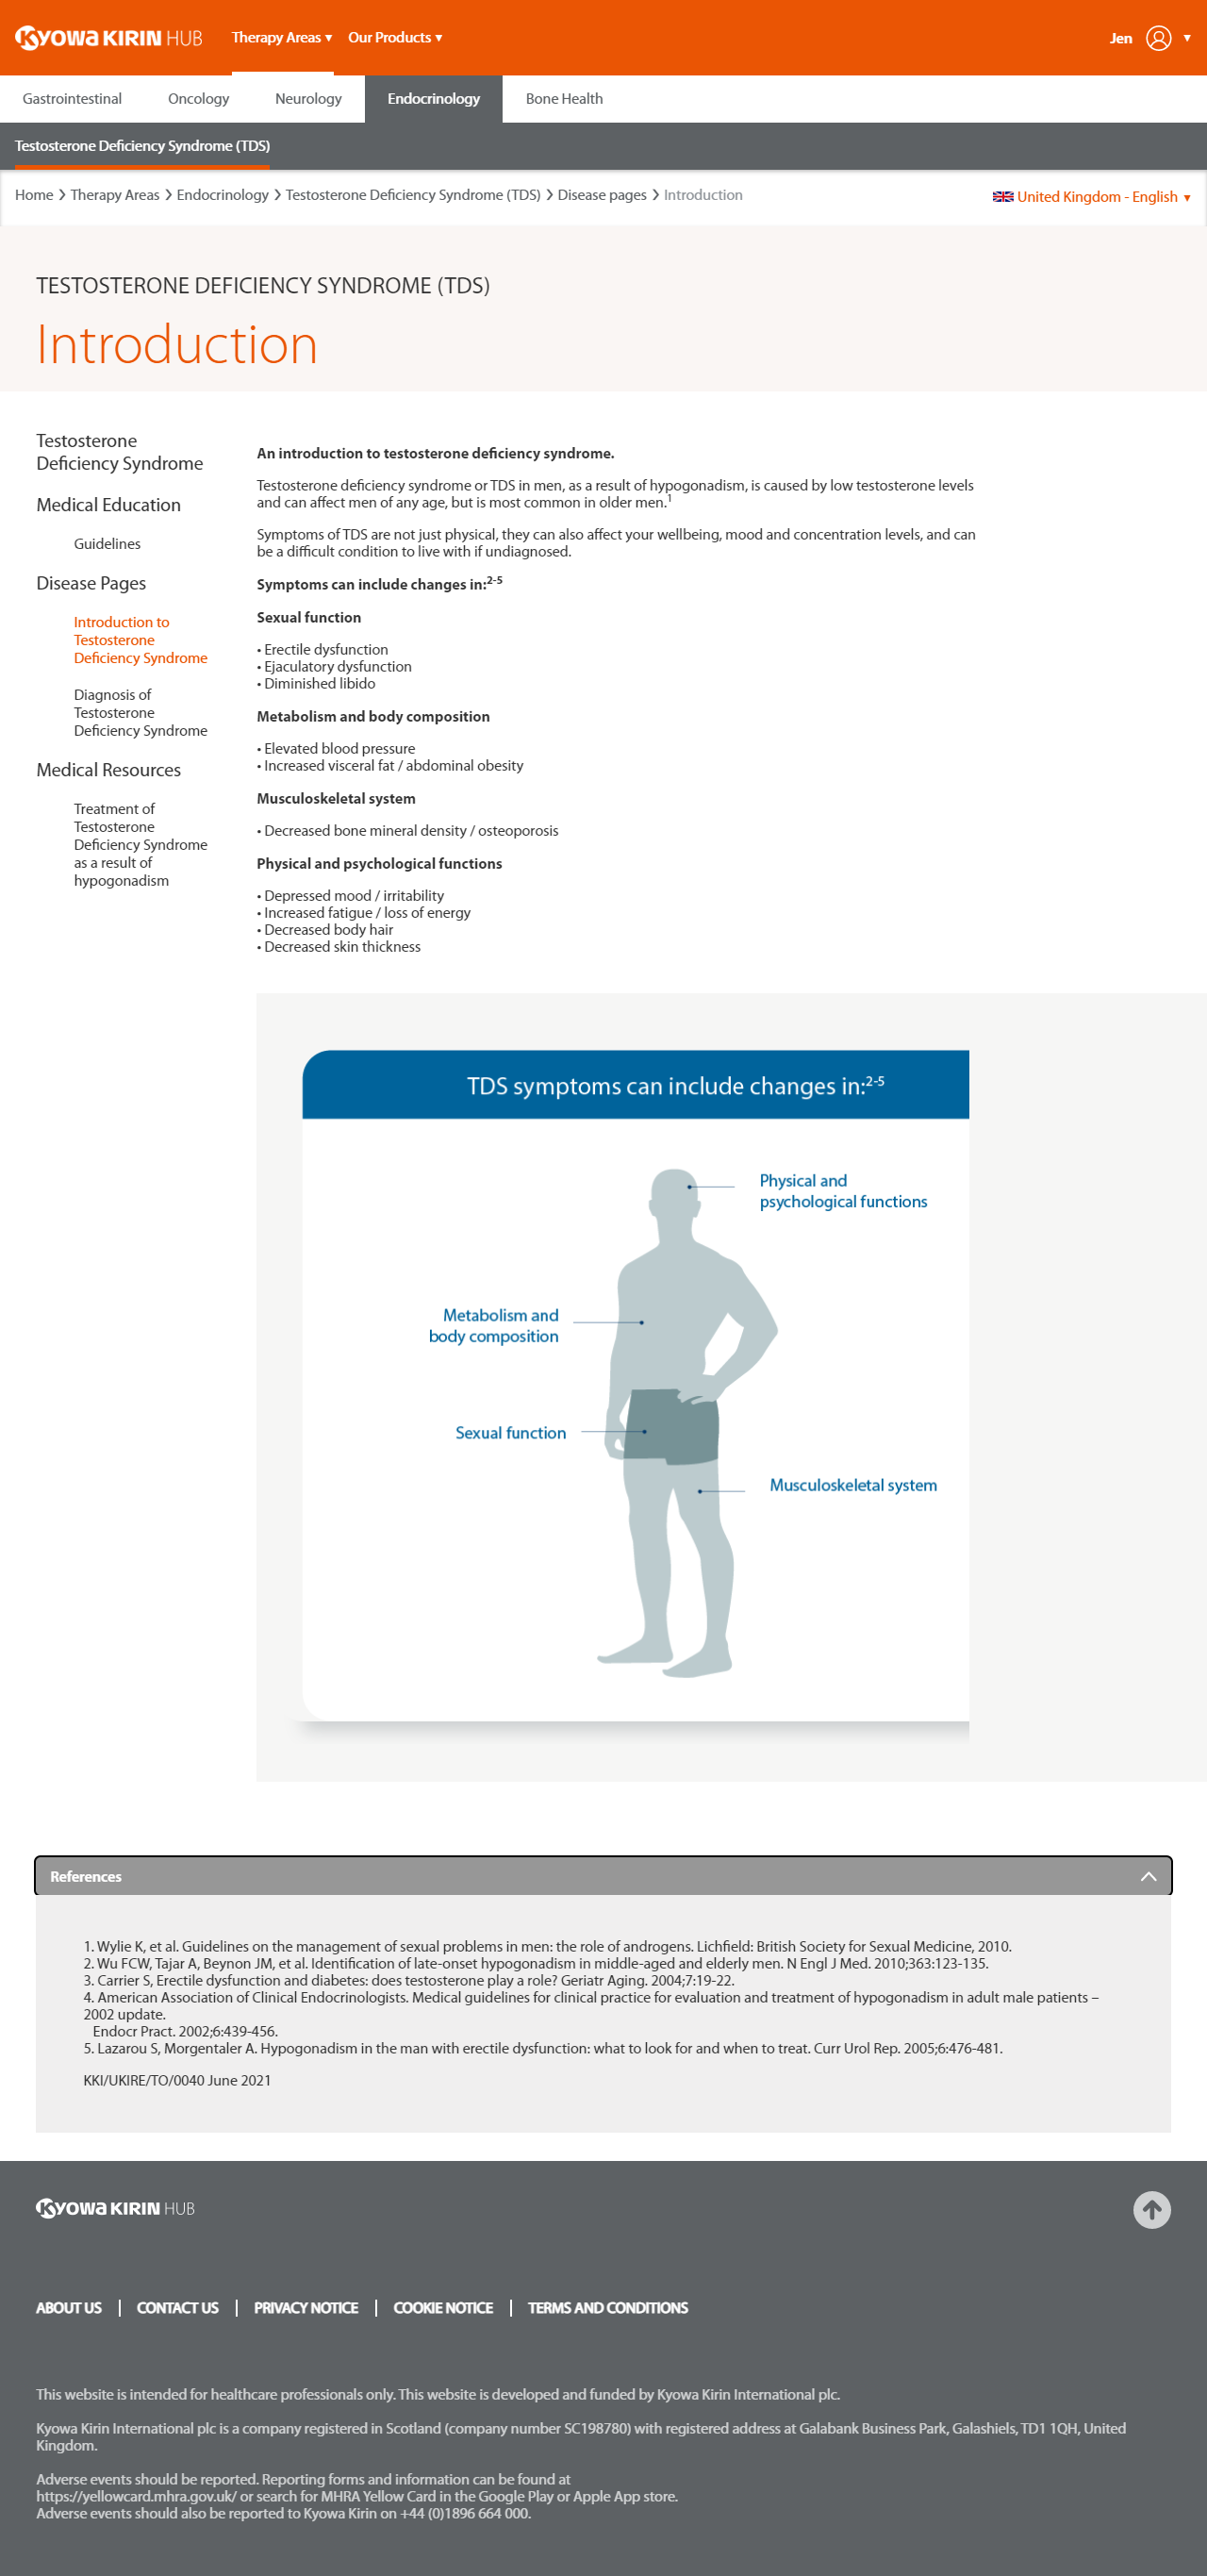 KYOWA KIRIN HUB
Therapy Areas ▼ Our Products ▼
Jen ▼
Gastrointestinal Oncology Neurology Endocrinology Bone Health
Testosterone Deficiency Syndrome (TDS)
Home > Therapy Areas > Endocrinology > Testosterone Deficiency Syndrome (TDS) > Disease pages > Introduction
United Kingdom - English ▼
TESTOSTERONE DEFICIENCY SYNDROME (TDS)
Introduction
Testosterone
Deficiency Syndrome
Medical Education
Guidelines
Disease Pages
Introduction to
Testosterone
Deficiency Syndrome
Diagnosis of
Testosterone
Deficiency Syndrome
Medical Resources
Treatment of
Testosterone
Deficiency Syndrome
as a result of
hypogonadism
An introduction to testosterone deficiency syndrome.
Testosterone deficiency syndrome or TDS in men, as a result of hypogonadism, is caused by low testosterone levels
and can affect men of any age, but is most common in older men.1
Symptoms of TDS are not just physical, they can also affect your wellbeing, mood and concentration levels, and can
be a difficult condition to live with if undiagnosed.
Symptoms can include changes in:2-5
Sexual function
• Erectile dysfunction
• Ejaculatory dysfunction
• Diminished libido
Metabolism and body composition
• Elevated blood pressure
• Increased visceral fat / abdominal obesity
Musculoskeletal system
• Decreased bone mineral density / osteoporosis
Physical and psychological functions
• Depressed mood / irritability
• Increased fatigue / loss of energy
• Decreased body hair
• Decreased skin thickness
TDS symptoms can include changes in:2-5
Physical and
psychological functions
Metabolism and
body composition
Sexual function
Musculoskeletal system
References
1. Wylie K, et al. Guidelines on the management of sexual problems in men: the role of androgens. Lichfield: British Society for Sexual Medicine, 2010.
2. Wu FCW, Tajar A, Beynon JM, et al. Identification of late-onset hypogonadism in middle-aged and elderly men. N Engl J Med. 2010;363:123-135.
3. Carrier S, Erectile dysfunction and diabetes: does testosterone play a role? Geriatr Aging. 2004;7:19-22.
4. American Association of Clinical Endocrinologists. Medical guidelines for clinical practice for evaluation and treatment of hypogonadism in adult male patients –
2002 update.
Endocr Pract. 2002;6:439-456.
5. Lazarou S, Morgentaler A. Hypogonadism in the man with erectile dysfunction: what to look for and when to treat. Curr Urol Rep. 2005;6:476-481.
KKI/UKIRE/TO/0040 June 2021
KYOWA KIRIN HUB
ABOUT US | CONTACT US | PRIVACY NOTICE | COOKIE NOTICE | TERMS AND CONDITIONS
This website is intended for healthcare professionals only. This website is developed and funded by Kyowa Kirin International plc.
Kyowa Kirin International plc is a company registered in Scotland (company number SC198780) with registered address at Galabank Business Park, Galashiels, TD1 1QH, United
Kingdom.
Adverse events should be reported. Reporting forms and information can be found at
https://yellowcard.mhra.gov.uk/ or search for MHRA Yellow Card in the Google Play or Apple App store.
Adverse events should also be reported to Kyowa Kirin on +44 (0)1896 664 000.